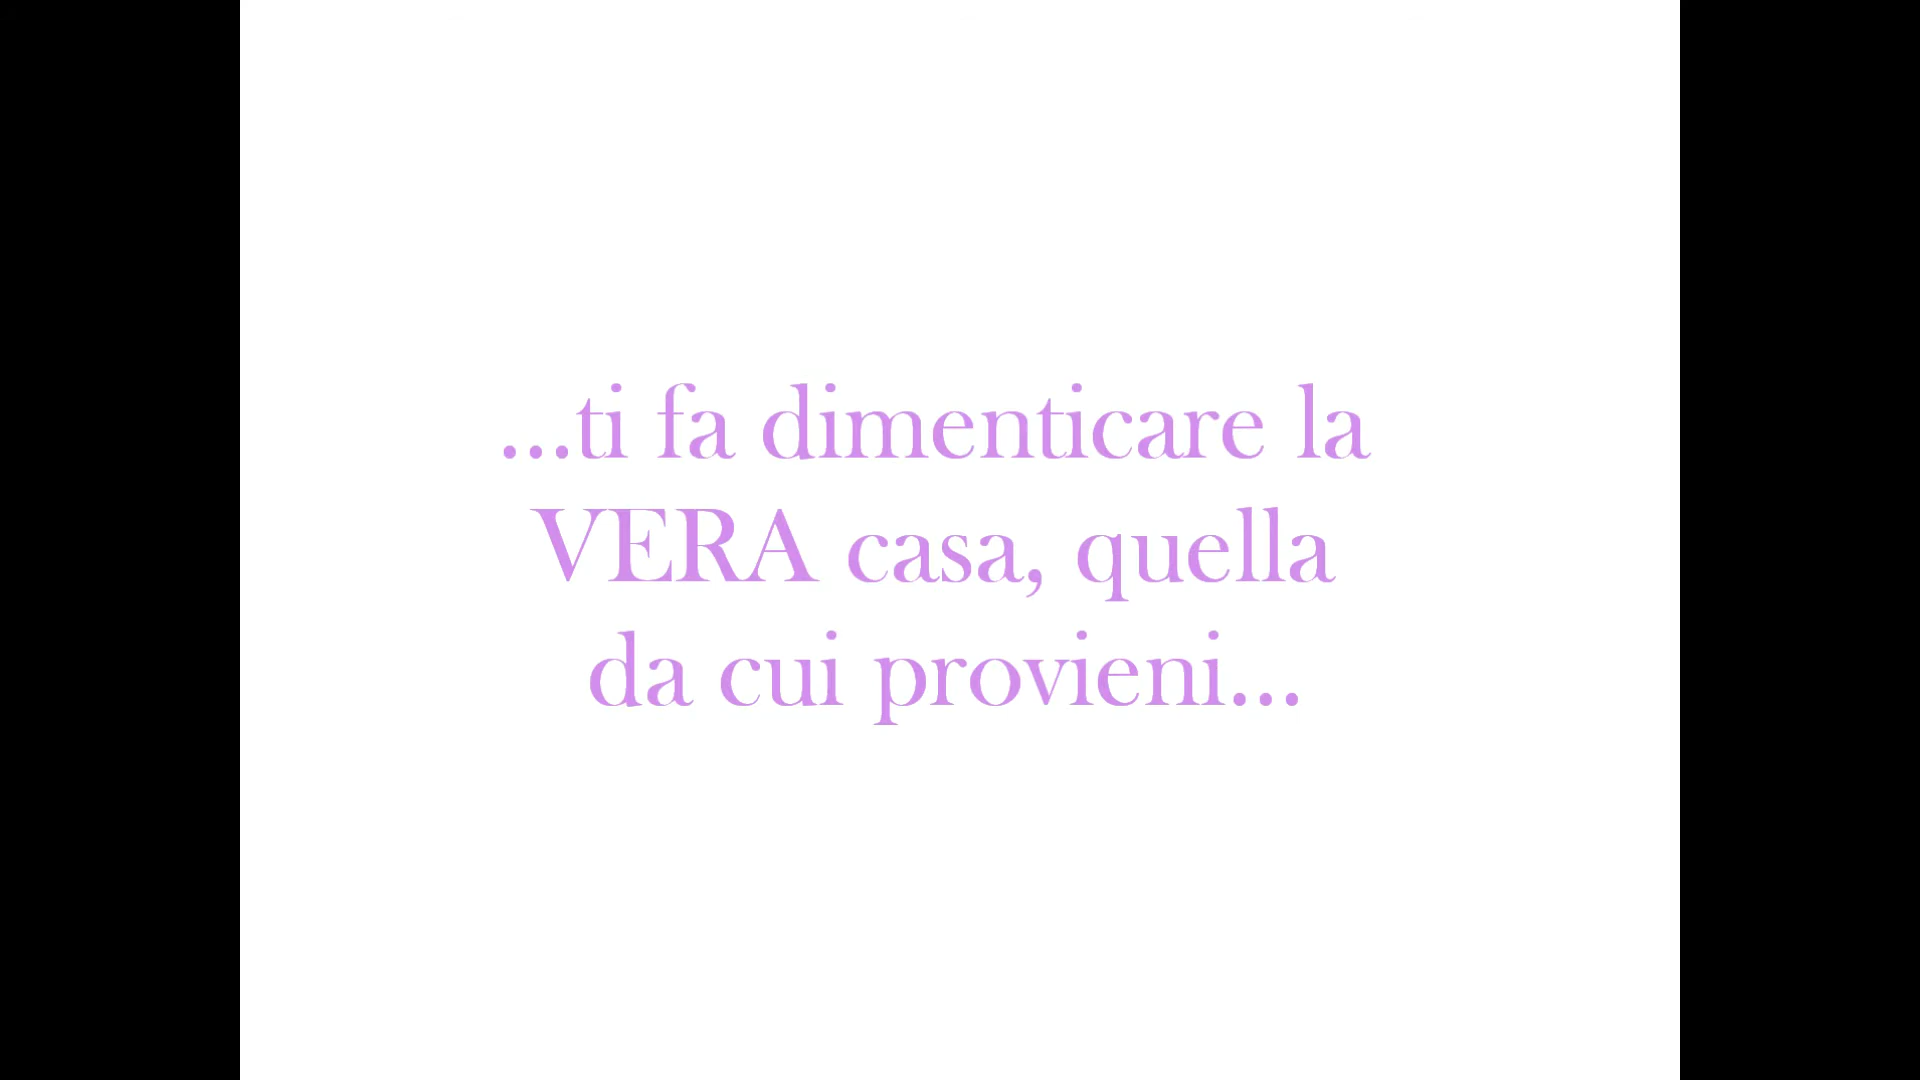 ...ti fa dimenticare la
VERA casa, quella
da cui provieni...